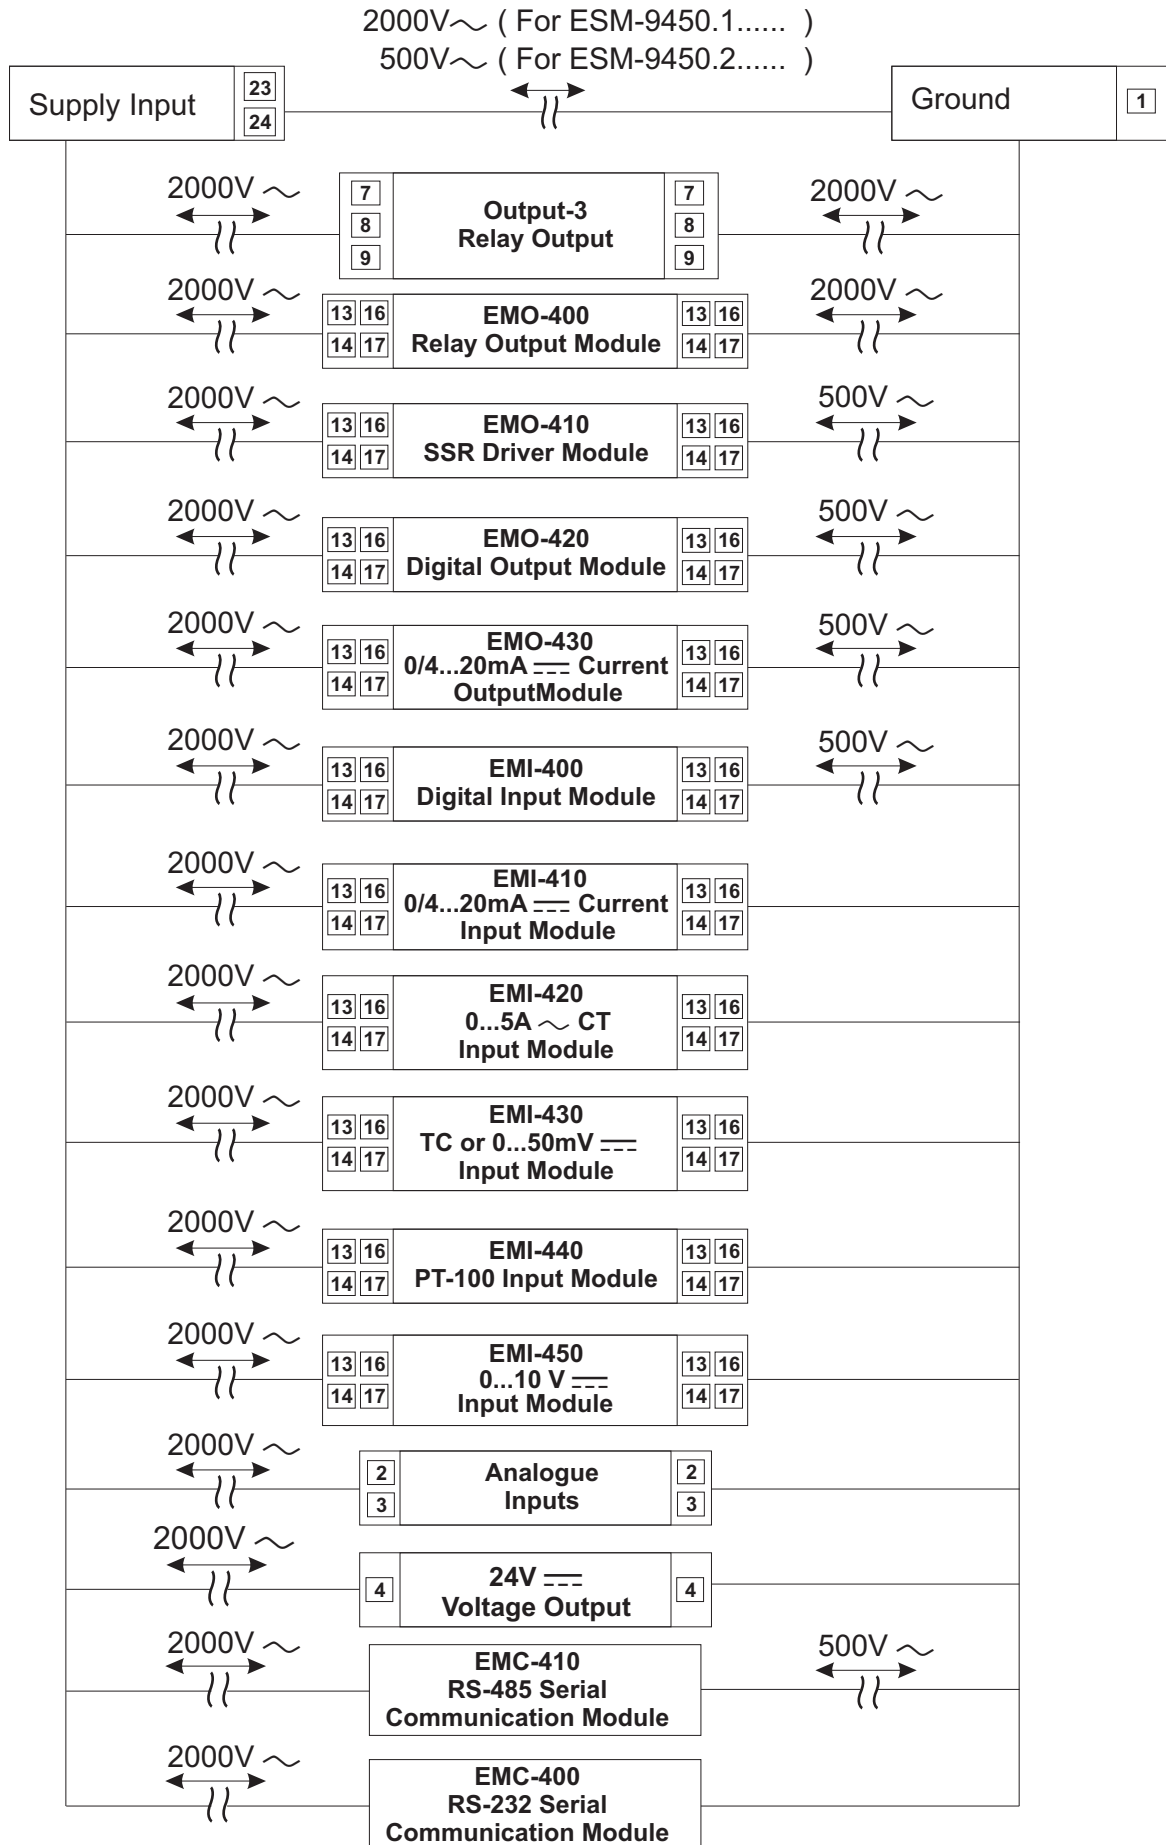 2000V～ ( For ESM-9450.1...... )
500V～ ( For ESM-9450.2...... )
Supply Input 23 24
Ground 1
2000V ～ 2000V ～
7 8 9 Output-3 7 8 9
Relay Output
2000V ～ 2000V ～
13 16 EMO-400 13 16
14 17 Relay Output Module 14 17
2000V ～ 500V ～
13 16 EMO-410 13 16
14 17 SSR Driver Module 14 17
2000V ～ 500V ～
13 16 EMO-420 13 16
14 17 Digital Output Module 14 17
2000V ～ 500V ～
EMO-430
13 16 0/4...20mA ⎓ Current 13 16
14 17 OutputModule 14 17
2000V ～ 500V ～
13 16 EMI-400 13 16
14 17 Digital Input Module 14 17
2000V ～
EMI-410
13 16 0/4...20mA ⎓ Current 13 16
14 17 Input Module 14 17
2000V ～
EMI-420
13 16 0...5A ～ CT 13 16
14 17 Input Module 14 17
2000V ～
EMI-430
13 16 TC or 0...50mV ⎓ 13 16
14 17 Input Module 14 17
2000V ～
13 16 EMI-440 13 16
14 17 PT-100 Input Module 14 17
2000V ～
EMI-450
13 16 0...10 V ⎓ 13 16
14 17 Input Module 14 17
2000V ～
2 Analogue 2
3 Inputs 3
2000V ～
4 24V ⎓ 4
Voltage Output
2000V ～ 500V ～
EMC-410
RS-485 Serial
Communication Module
2000V ～
EMC-400
RS-232 Serial
Communication Module